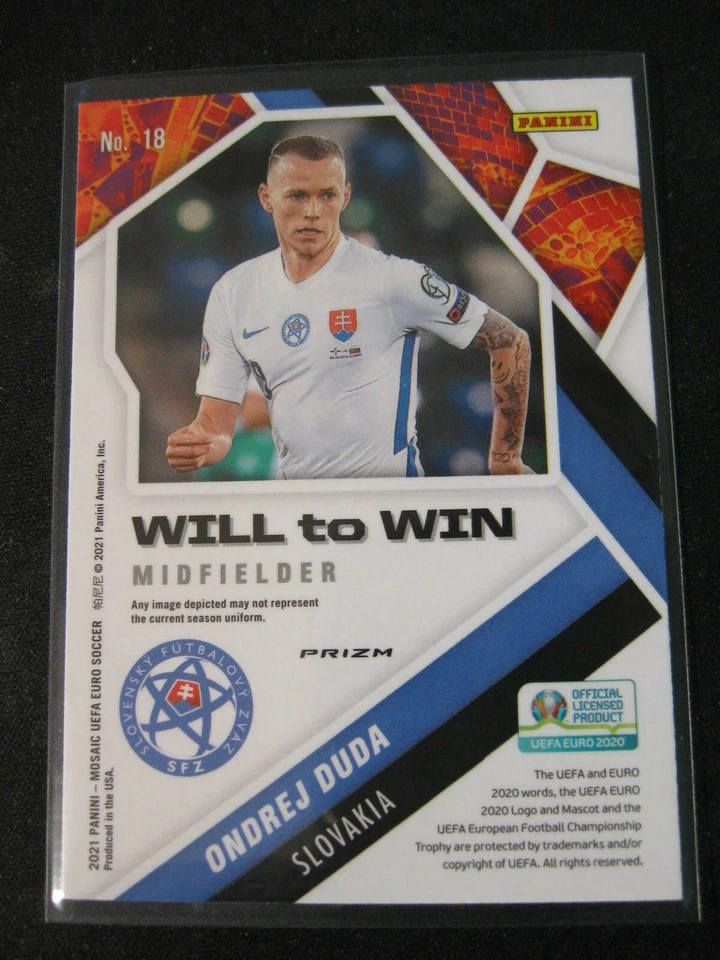 No. 18
PANINI
WILL to WIN
MIDFIELDER
Any image depicted may not represent
the current season uniform.
PRIZM
SLOVENSKÝ FUTBALOVÝ ZVÄZ
SFZ
ONDREJ DUDA
SLOVAKIA
OFFICIAL
LICENSED
PRODUCT
UEFA EURO 2020
The UEFA and EURO
2020 words, the UEFA EURO
2020 Logo and Mascot and the
UEFA European Football Championship
Trophy are protected by trademarks and/or
copyright of UEFA. All rights reserved.
2021 PANINI – MOSAIC UEFA EURO SOCCER 帕尼尼 © 2021 Panini America, Inc.
Produced in the USA.